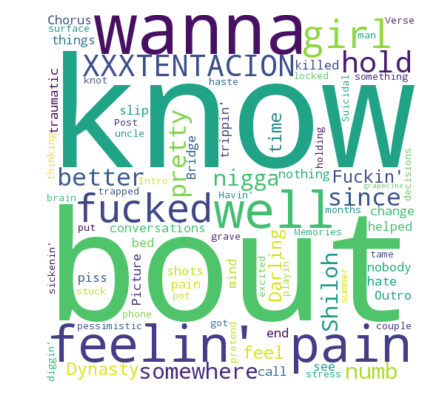 Chorus
surface
things
wanna
girl
man
Verse
XXXTENTACION
killed
hold
knot
haste
locked
something
traumatic
know
Suicidal
slip
Post
uncle
Bridge
trippin'
time
holding
thinking
pretty
better
Intro
trapped
nigga
nothing
Fuckin'
decisions
brain
Havin'
months
grapevine
since
fucked
well
put
grave
Memories
change
conversations
helped
bout
sickenin'
bed
piss
stuck
Picture
shots
pain
pot
mind
excited
Darling
playin'
Shiloh
summer
tame
nobody
hate
Outro
pessimistic
phone
got
pretend
end
couple
feelin'
pain
diggin'
Dynasty
somewhere
feel
call
see
stress
numb